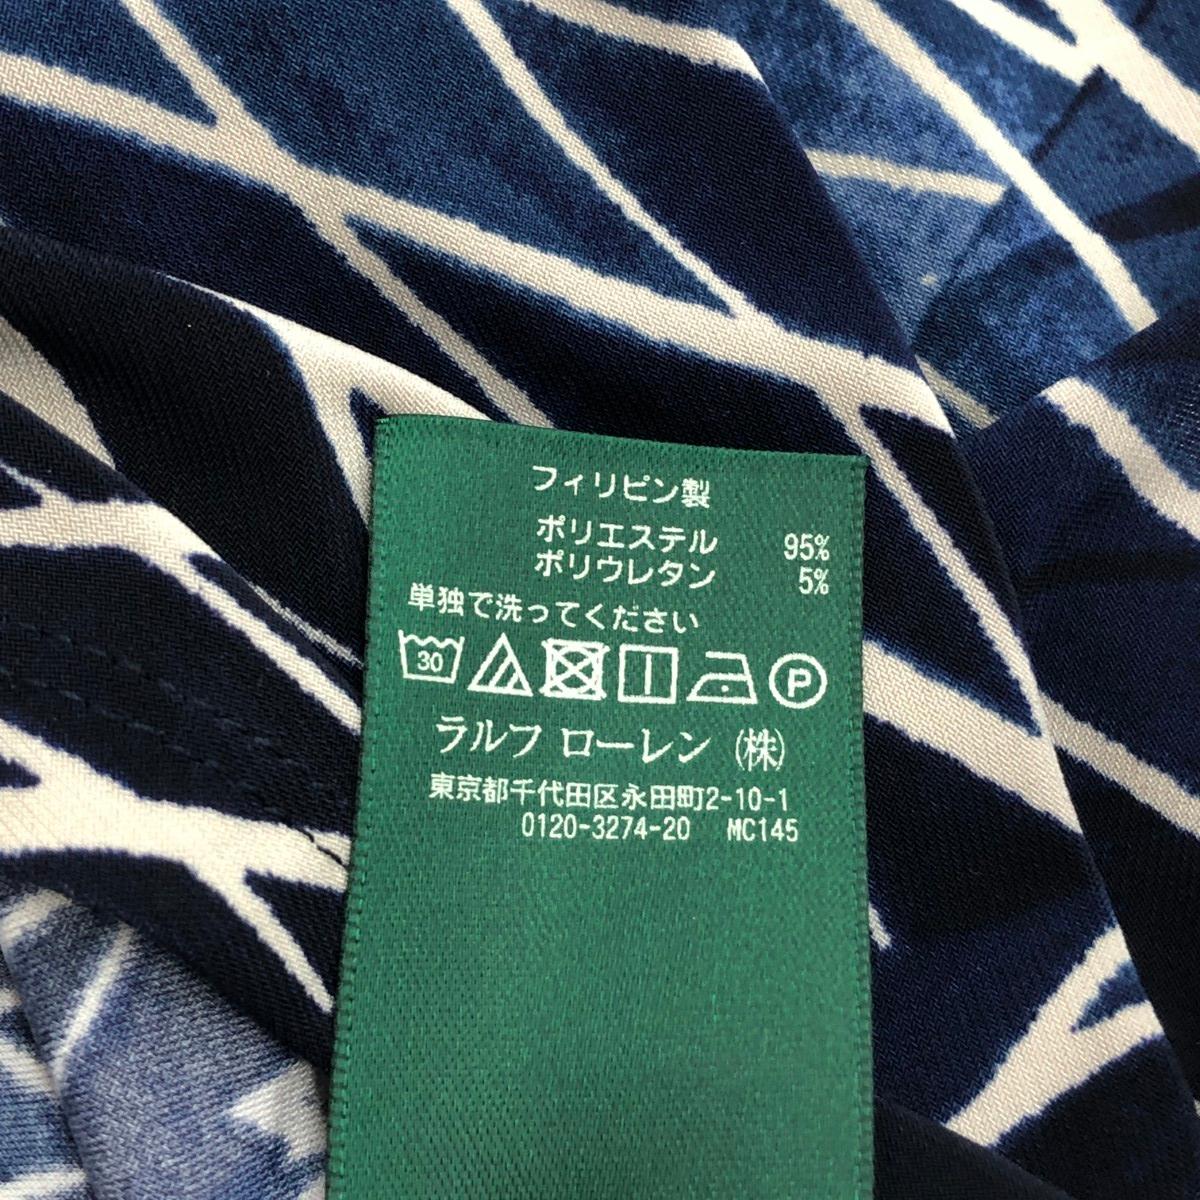 フィリピン製
ポリエステル 95%
ポリウレタン 5%
単独で洗ってください
30 P
ラルフ ローレン (株)
東京都千代田区永田町2-10-1
0120-3274-20 MC145